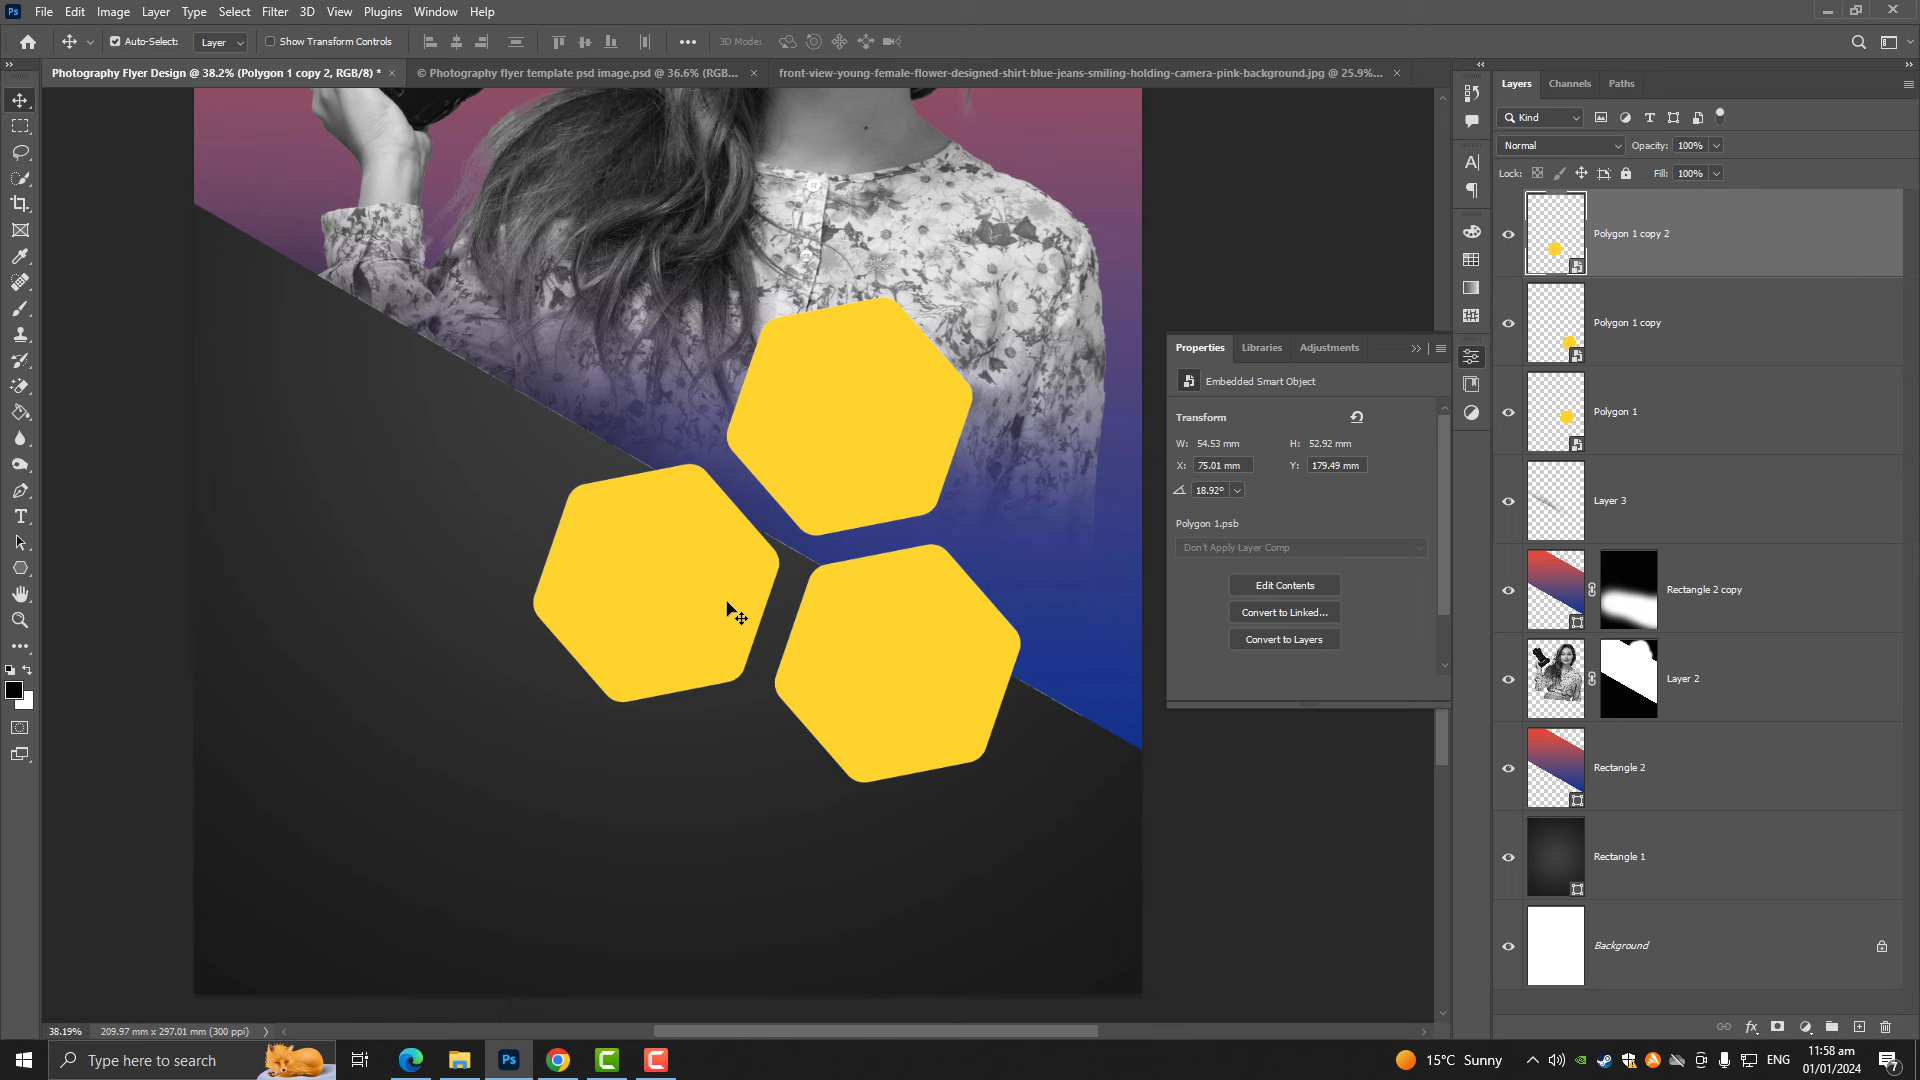 File Edit Image Layer Type Select Filter 3D View Plugins Window Help
Auto-Select: Layer Show Transform Controls 3D Mode:
Photography Flyer Design @ 38.2% (Polygon 1 copy 2, RGB/8) * © Photography flyer template psd image.psd @ 36.6% (RGB... front-view-young-female-flower-designed-shirt-blue-jeans-smiling-holding-camera-pink-background.jpg @ 25.9%...
Layers Channels Paths
Kind
Normal Opacity: 100%
Lock: Fill: 100%
Polygon 1 copy 2
Polygon 1 copy
Polygon 1
Layer 3
Rectangle 2 copy
Layer 2
Rectangle 2
Rectangle 1
Background
Properties Libraries Adjustments
Embedded Smart Object
Transform
W: 54.53 mm H: 52.92 mm
X: 75.01 mm Y: 179.49 mm
18.92°
Polygon 1.psb
Don't Apply Layer Comp
Edit Contents
Convert to Linked...
Convert to Layers
38.19% 209.97 mm x 297.01 mm (300 ppi)
Type here to search
15°C Sunny
ENG
11:58 am
01/01/2024
7